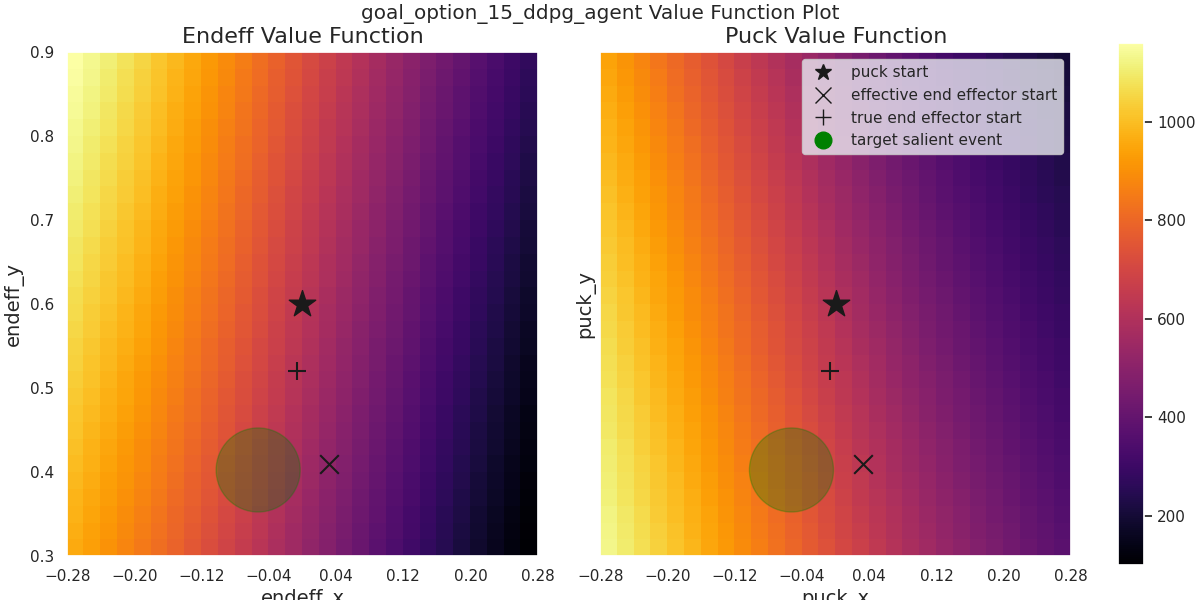 goal_option_15_ddpg_agent Value Function Plot
Endeff Value Function
Puck Value Function
puck start
effective end effector start
true end effector start
target salient event
endeff_y
0.9
0.8
0.7
0.6
0.5
0.4
0.3
−0.28 −0.20 −0.12 −0.04 0.04 0.12 0.20 0.28
endeff_x
puck_y
−0.28 −0.20 −0.12 −0.04 0.04 0.12 0.20 0.28
puck_x
1000
800
600
400
200